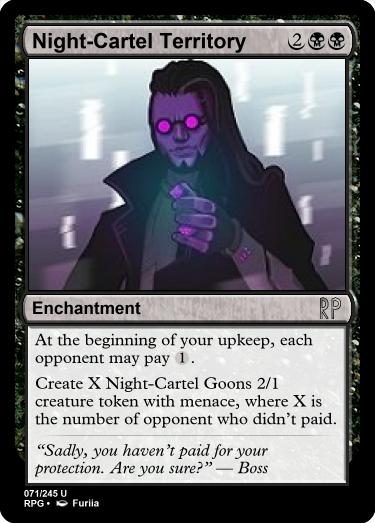 Night-Cartel Territory 2
Enchantment RP
At the beginning of your upkeep, each
opponent may pay 1.
Create X Night-Cartel Goons 2/1
creature token with menace, where X is
the number of opponent who didn't paid.
“Sadly, you haven't paid for your
protection. Are you sure?” — Boss
071/245 U
RPG • Furiia